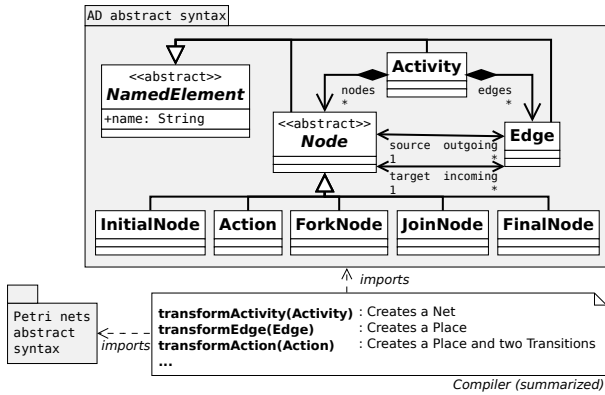 AD abstract syntax
<<abstract>>
NamedElement
+name: String
Activity
nodes
*
edges
*
<<abstract>>
Node
Edge
source outgoing
1 *
target incoming
1 *
InitialNode
Action
ForkNode
JoinNode
FinalNode
imports
Petri nets
abstract
syntax
imports
transformActivity(Activity) : Creates a Net
transformEdge(Edge) : Creates a Place
transformAction(Action) : Creates a Place and two Transitions
...
Compiler (summarized)